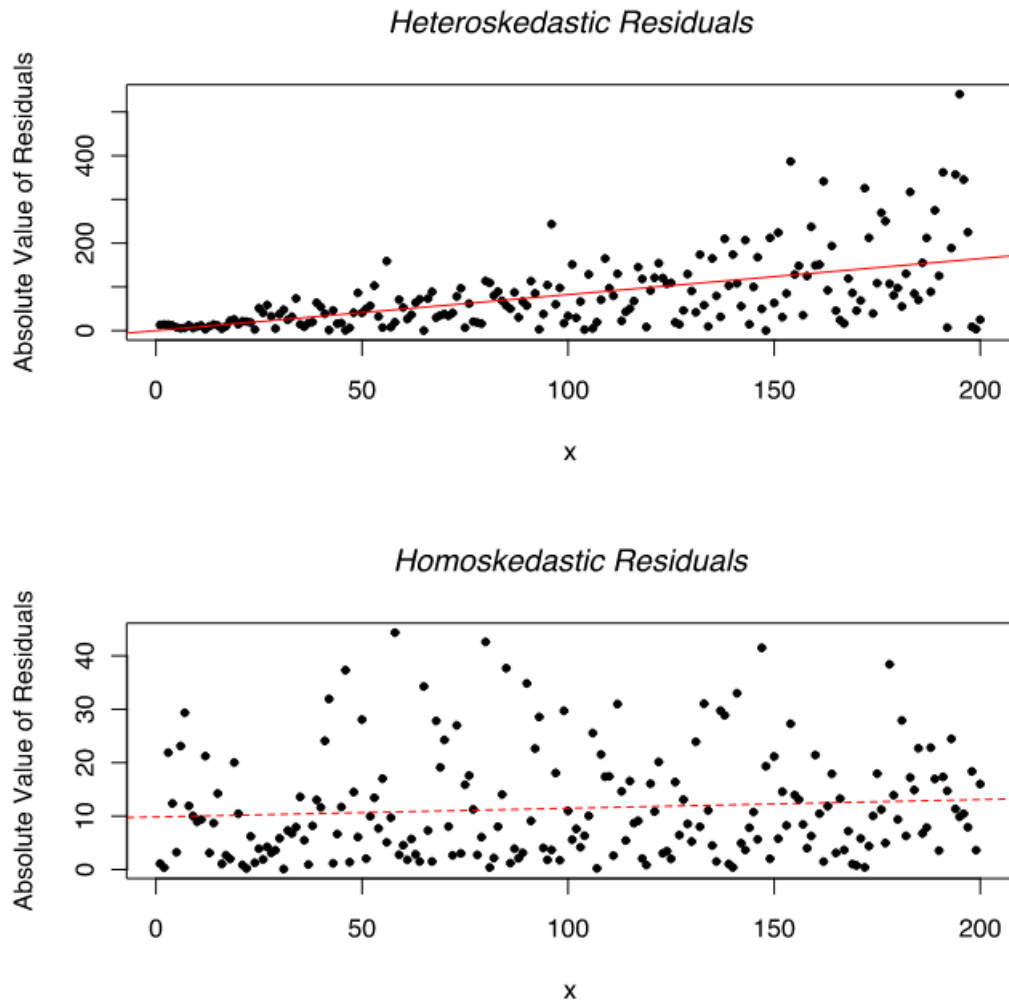 Heteroskedastic Residuals
Absolute Value of Residuals
400
200
0
0 50 100 150 200
x
Homoskedastic Residuals
Absolute Value of Residuals
40
30
20
10
0
0 50 100 150 200
x